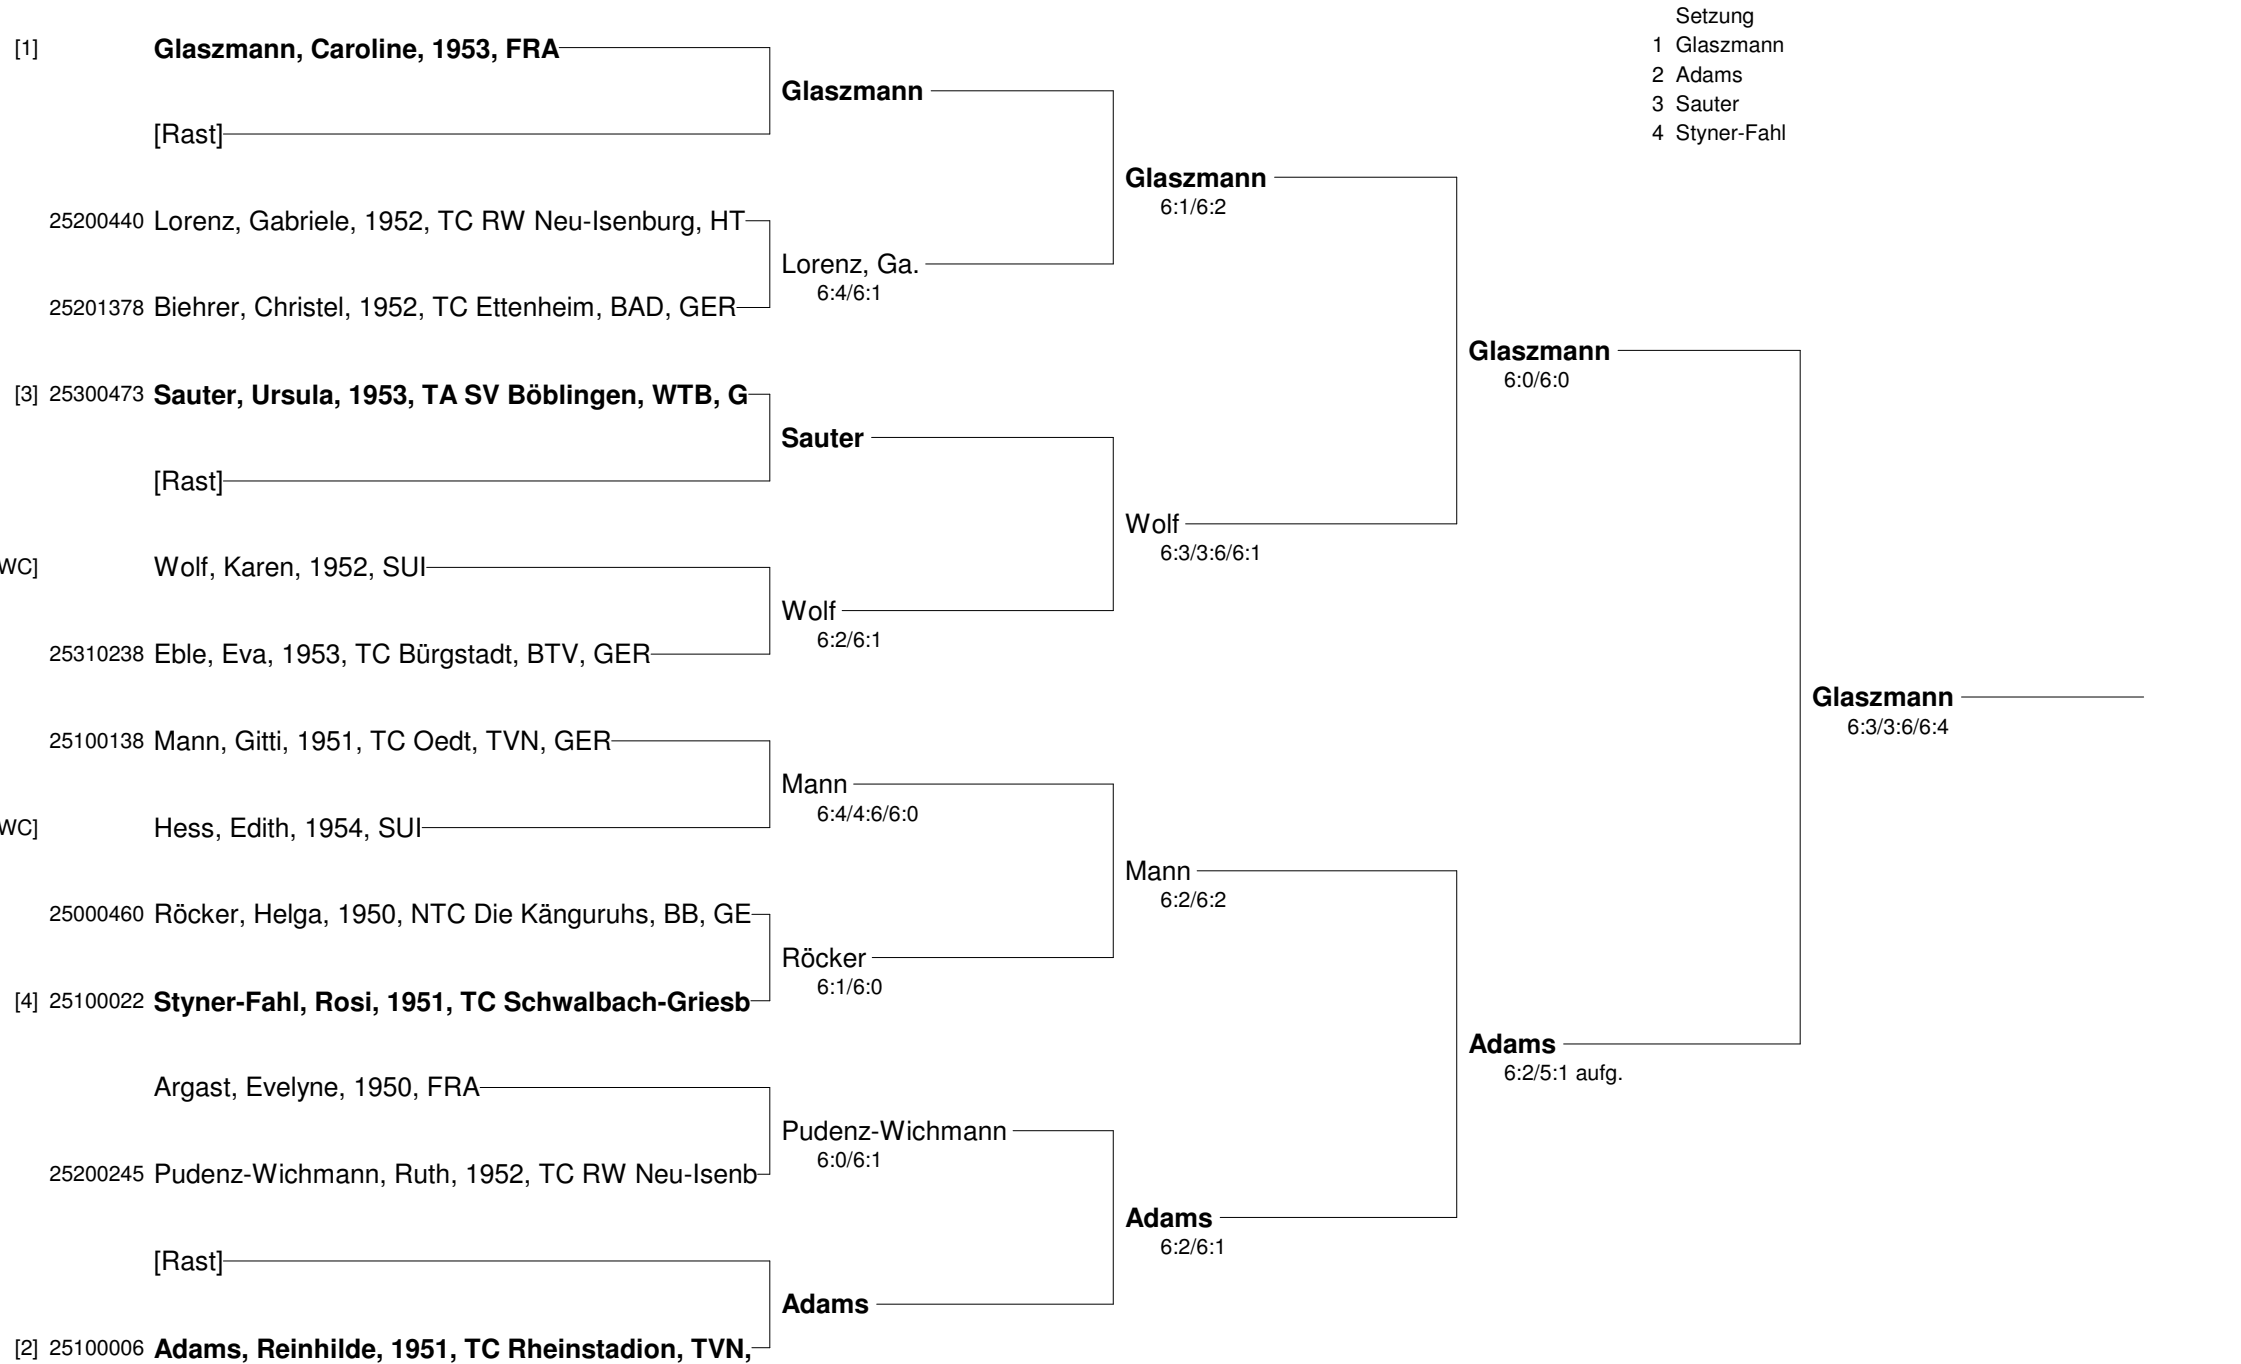 Setzung
1 Glaszmann
2 Adams
3 Sauter
4 Styner-Fahl
[1] Glaszmann, Caroline, 1953, FRA
Glaszmann
[Rast]
Glaszmann
6:1/6:2
25200440 Lorenz, Gabriele, 1952, TC RW Neu-Isenburg, HT
Lorenz, Ga.
6:4/6:1
25201378 Biehrer, Christel, 1952, TC Ettenheim, BAD, GER
Glaszmann
6:0/6:0
[3] 25300473 Sauter, Ursula, 1953, TA SV Böblingen, WTB, G
Sauter
[Rast]
Wolf
6:3/3:6/6:1
WC] Wolf, Karen, 1952, SUI
Wolf
6:2/6:1
25310238 Eble, Eva, 1953, TC Bürgstadt, BTV, GER
Glaszmann
6:3/3:6/6:4
25100138 Mann, Gitti, 1951, TC Oedt, TVN, GER
Mann
6:4/4:6/6:0
WC] Hess, Edith, 1954, SUI
Mann
6:2/6:2
25000460 Röcker, Helga, 1950, NTC Die Känguruhs, BB, GE
Röcker
6:1/6:0
[4] 25100022 Styner-Fahl, Rosi, 1951, TC Schwalbach-Griesb
Adams
6:2/5:1 aufg.
Argast, Evelyne, 1950, FRA
Pudenz-Wichmann
6:0/6:1
25200245 Pudenz-Wichmann, Ruth, 1952, TC RW Neu-Isenb
Adams
6:2/6:1
[Rast]
Adams
[2] 25100006 Adams, Reinhilde, 1951, TC Rheinstadion, TVN,